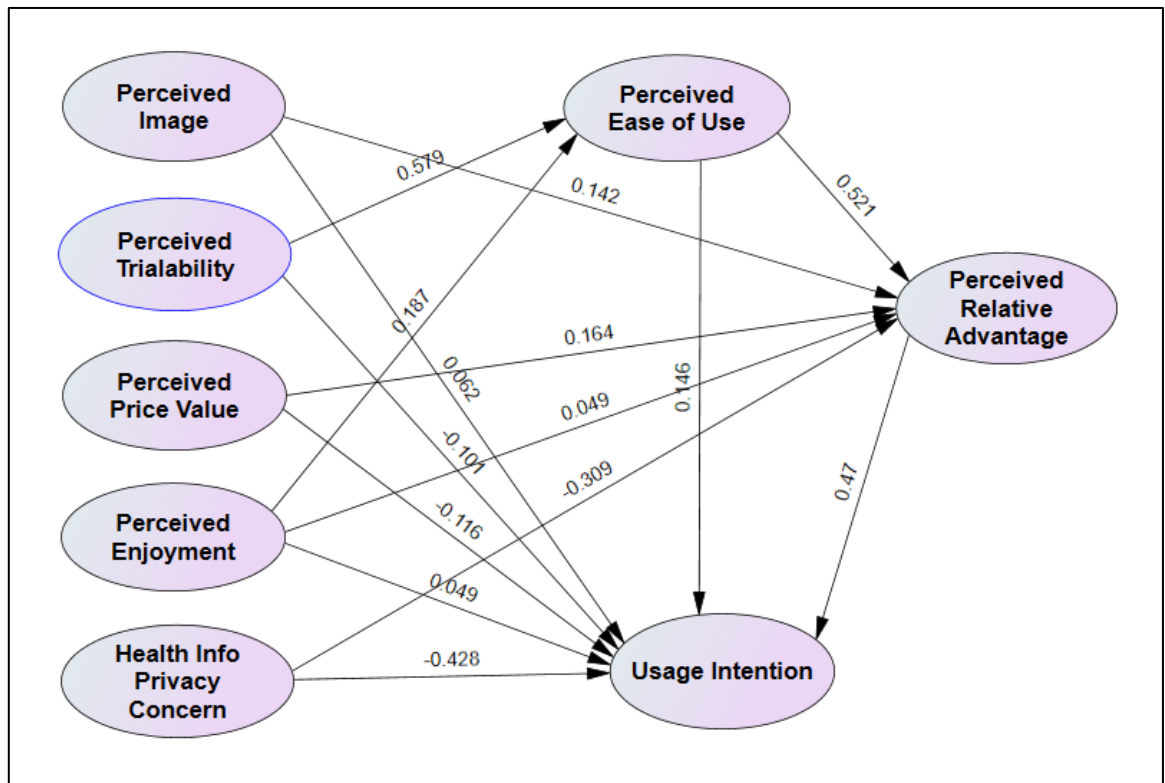 Perceived
Image
Perceived
Ease of Use
0.579
0.142
0.521
Perceived
Trialability
Perceived
Relative
Advantage
0.187
0.164
Perceived
Price Value
0.062
0.146
0.049
-0.101
-0.309
0.47
-0.116
Perceived
Enjoyment
0.049
Health Info
Privacy
Concern
-0.428
Usage Intention